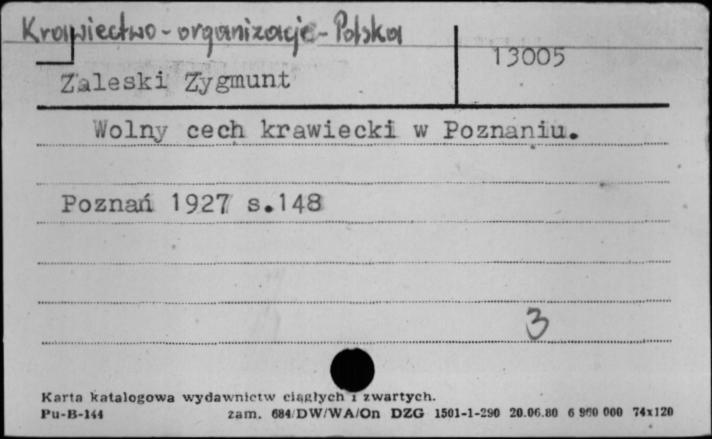 Krawiectwo - organizacje - Polska
13005
Zaleski Zygmunt
Wolny cech krawiecki w Poznaniu.
Poznań 1927 s.148
3
Karta katalogowa wydawnictw ciągłych i zwartych.
Pu-B-144 zam. 684/DW/WA/On DZG 1501-1-290 20.06.80 6 960 000 74x120